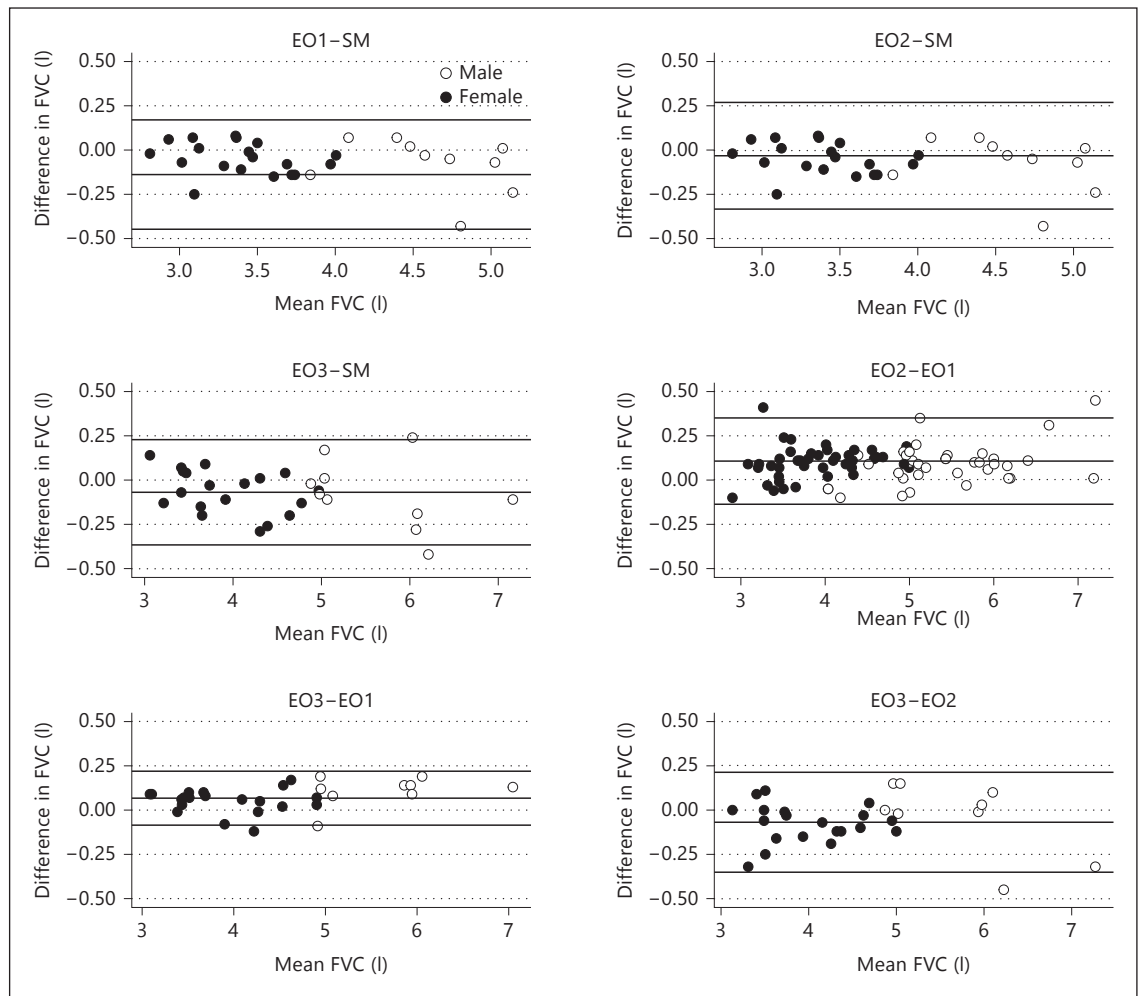 EO1–SM
Difference in FVC (l)
0.50
0.25
0.00
−0.25
−0.50
Male
Female
3.0 3.5 4.0 4.5 5.0
Mean FVC (l)
EO2–SM
Difference in FVC (l)
0.50
0.25
0.00
−0.25
−0.50
3.0 3.5 4.0 4.5 5.0
Mean FVC (l)
EO3–SM
Difference in FVC (l)
0.50
0.25
0.00
−0.25
−0.50
3 4 5 6 7
Mean FVC (l)
EO2–EO1
Difference in FVC (l)
0.50
0.25
0.00
−0.25
−0.50
3 4 5 6 7
Mean FVC (l)
EO3–EO1
Difference in FVC (l)
0.50
0.25
0.00
−0.25
−0.50
3 4 5 6 7
Mean FVC (l)
EO3–EO2
Difference in FVC (l)
0.50
0.25
0.00
−0.25
−0.50
3 4 5 6 7
Mean FVC (l)